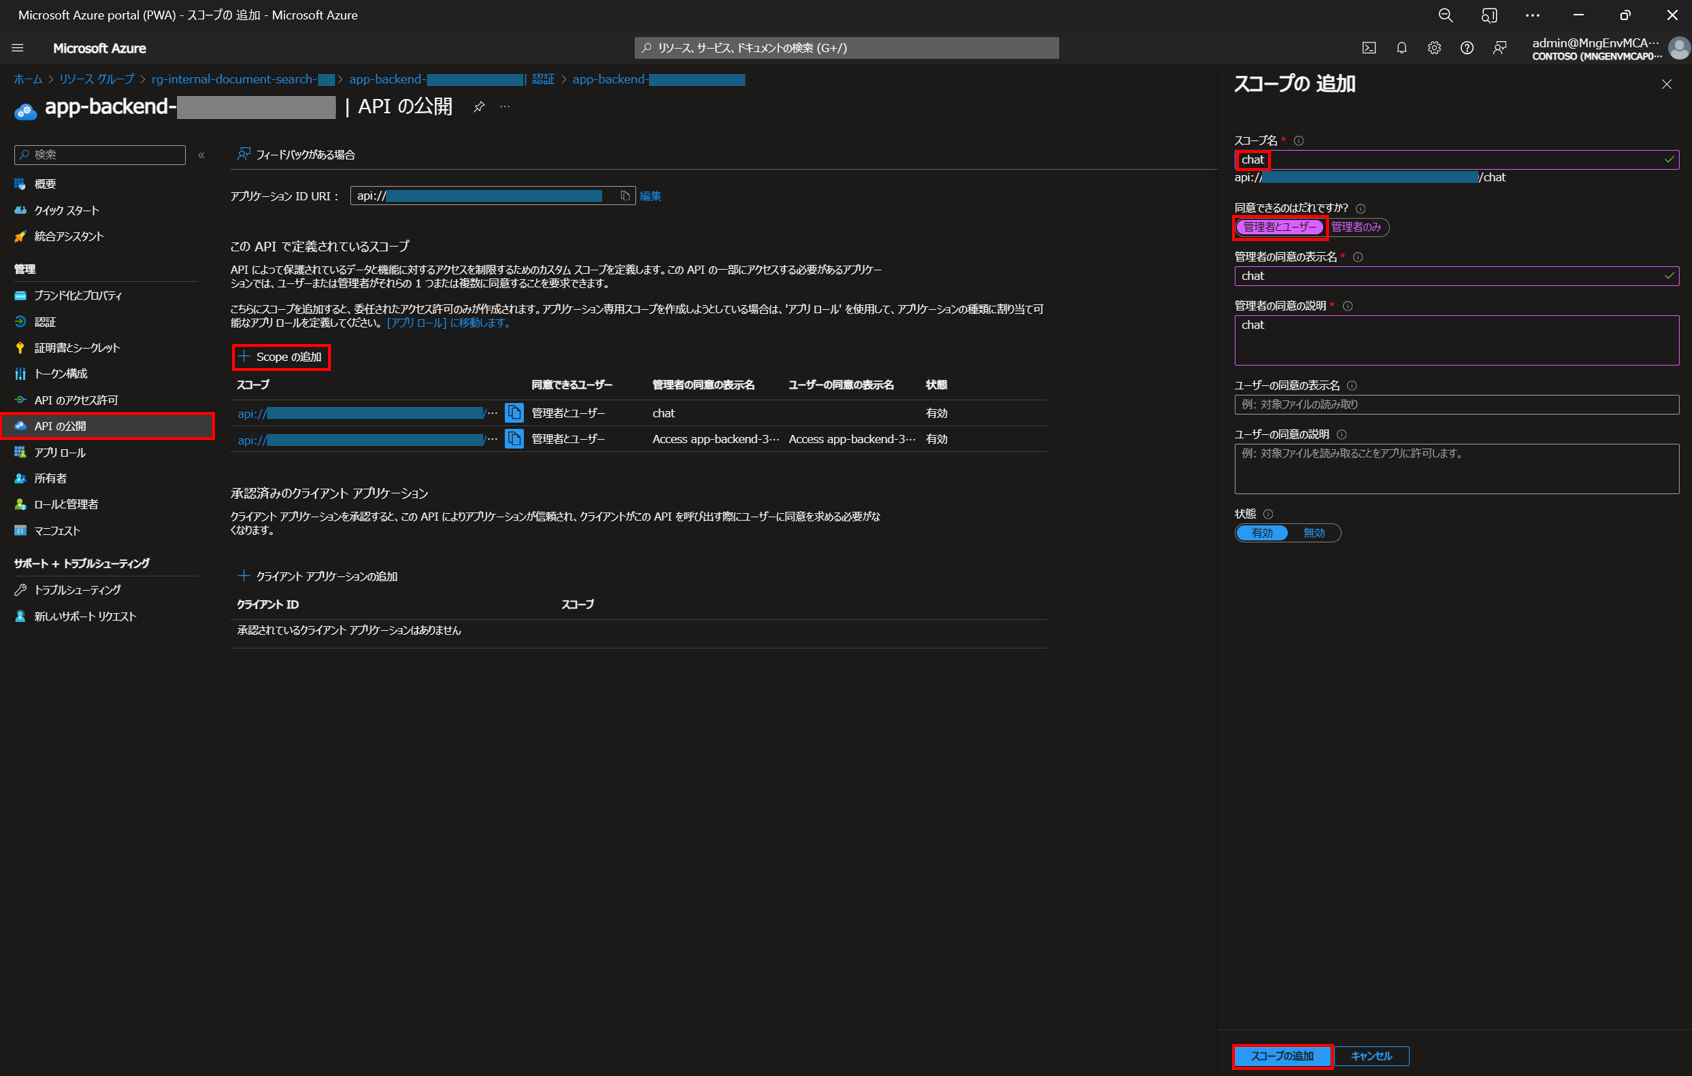 Microsoft Azure portal (PWA) - スコープの 追加 - Microsoft Azure
Microsoft Azure
リソース、サービス、ドキュメントの検索 (G+/)
admin@MngEnvMCA···
CONTOSO (MNGENVMCAP0···
ホーム > リソース グループ > rg-internal-document-search- > app-backend- | 認証 > app-backend-
app-backend- | API の公開
検索
概要
クイック スタート
統合アシスタント
管理
ブランド化とプロパティ
認証
証明書とシークレット
トークン構成
API のアクセス許可
API の公開
アプリ ロール
所有者
ロールと管理者
マニフェスト
サポート + トラブルシューティング
トラブルシューティング
新しいサポート リクエスト
フィードバックがある場合
アプリケーション ID URI : api:// 編集
この API で定義されているスコープ
API によって保護されているデータと機能に対するアクセスを制限するためのカスタム スコープを定義します。この API の一部にアクセスする必要があるアプリケー
ションでは、ユーザーまたは管理者がそれらの 1 つまたは複数に同意することを要求できます。
こちらにスコープを追加すると、委任されたアクセス許可のみが作成されます。アプリケーション専用スコープを作成しようとしている場合は、'アプリ ロール' を使用して、アプリケーションの種類に割り当て可
能なアプリ ロールを定義してください。 [アプリ ロール] に移動します。
Scope の追加
スコープ 同意できるユーザー 管理者の同意の表示名 ユーザーの同意の表示名 状態
api:// /··· 管理者とユーザー chat 有効
api:// /··· 管理者とユーザー Access app-backend-3··· Access app-backend-3··· 有効
承認済みのクライアント アプリケーション
クライアント アプリケーションを承認すると、この API によりアプリケーションが信頼され、クライアントがこの API を呼び出す際にユーザーに同意を求める必要がな
くなります。
クライアント アプリケーションの追加
クライアント ID スコープ
承認されているクライアント アプリケーションはありません
スコープの 追加
スコープ名 *
chat
api:// /chat
同意できるのはだれですか?
管理者とユーザー 管理者のみ
管理者の同意の表示名 *
chat
管理者の同意の説明 *
chat
ユーザーの同意の表示名
例: 対象ファイルの読み取り
ユーザーの同意の説明
例: 対象ファイルを読み取ることをアプリに許可します。
状態
有効 無効
スコープの追加 キャンセル